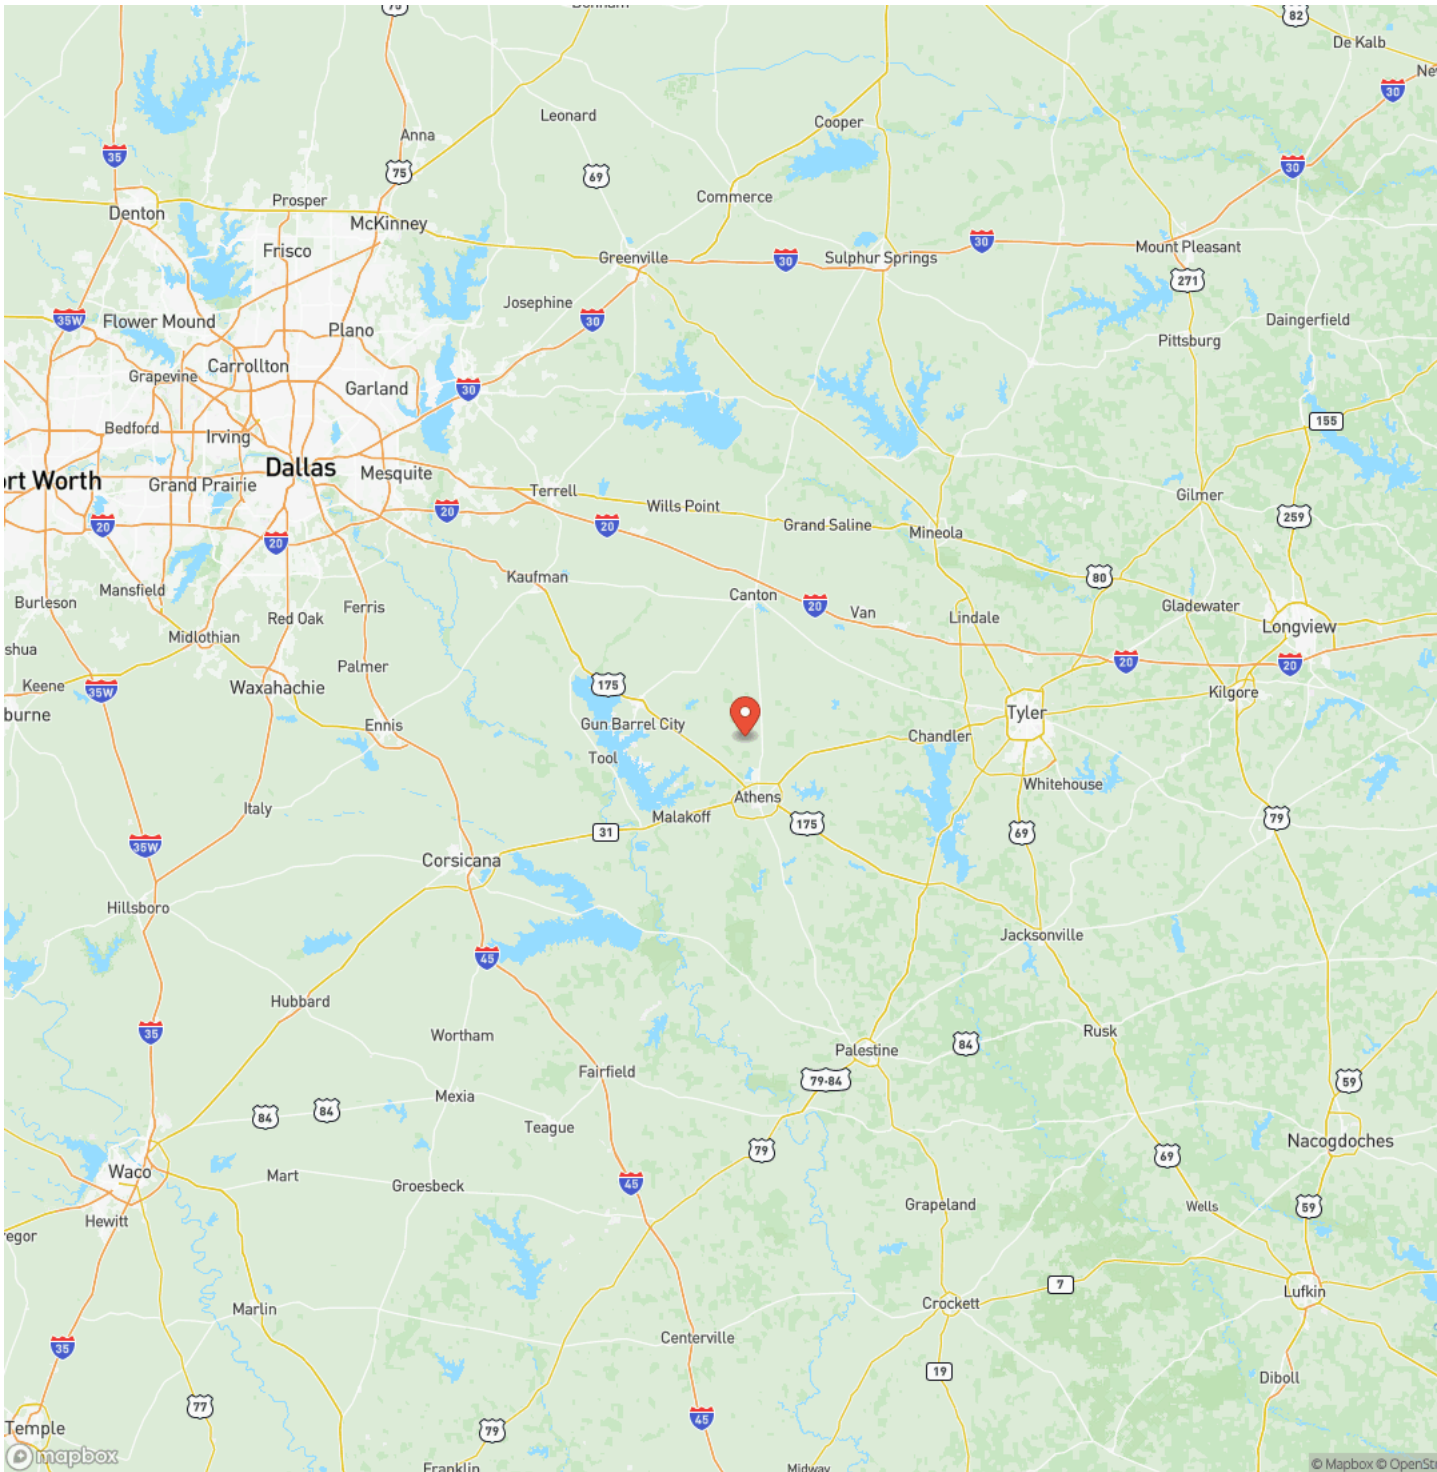 75
Bonham
82
De Kalb
Ne
30
Leonard
Cooper
Anna
35
75
69
30
Commerce
Prosper
Denton
McKinney
30
Mount Pleasant
Frisco
Greenville
30
Sulphur Springs
271
Josephine
35W
Flower Mound
30
Daingerfield
Plano
Pittsburg
Carrollton
Grapevine
Garland
30
155
Bedford
Irving
Dallas
Mesquite
ort Worth
Grand Prairie
Terrell
Gilmer
Wills Point
20
20
20
Grand Saline
259
Mineola
20
Kaufman
80
Mansfield
Canton
20
Van
Gladewater
Burleson
Ferris
Red Oak
Lindale
Longview
Midlothian
shua
Palmer
20
20
Keene
35W
Waxahachie
175
Kilgore
burne
Ennis
Gun Barrel City
Tyler
Chandler
Tool
Whitehouse
Italy
Athens
Malakoff
31
175
69
79
35W
Corsicana
Hillsboro
Jacksonville
45
Hubbard
35
Wortham
Rusk
84
Palestine
Fairfield
79-84
59
Mexia
84
84
Teague
79
Nacogdoches
69
Waco
Mart
Groesbeck
45
Grapeland
Wells
59
Hewitt
regor
7
Lufkin
Marlin
Crockett
35
Centerville
19
Diboll
77
45
Temple
79
mapbox
Franklin
Midway
© Mapbox © OpenStr